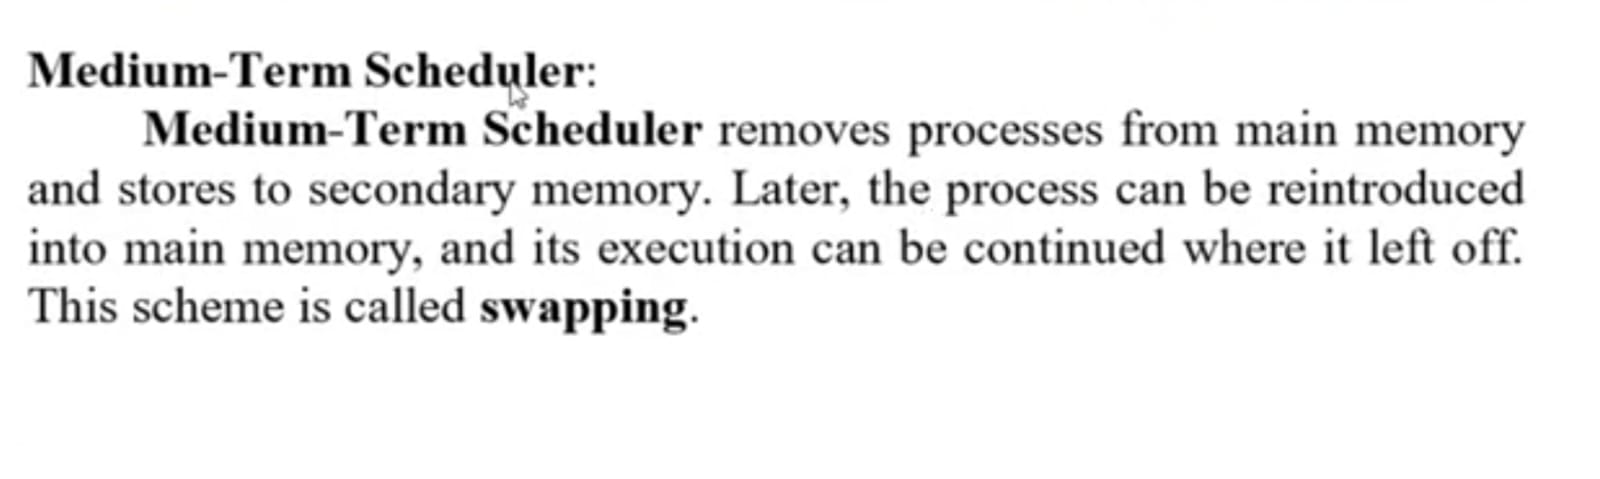 Medium-Term Scheduler:
Medium-Term Scheduler removes processes from main memory
and stores to secondary memory. Later, the process can be reintroduced
into main memory, and its execution can be continued where it left off.
This scheme is called swapping.